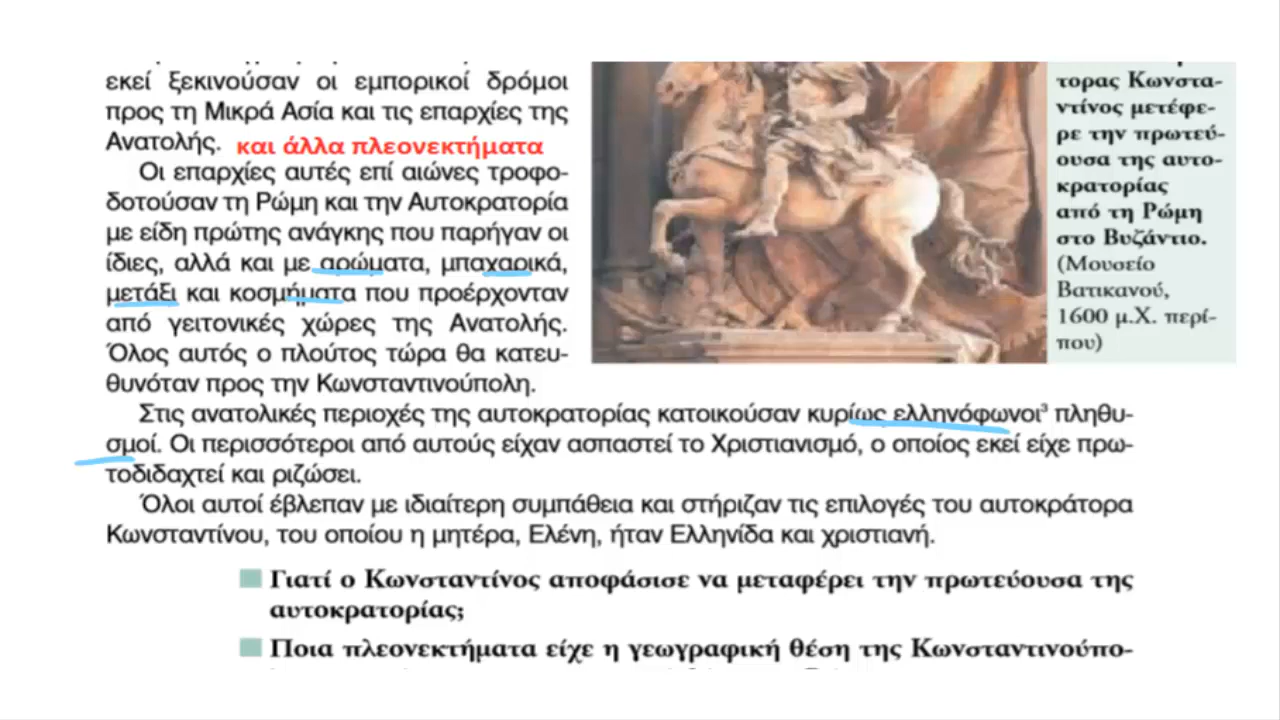 εκεί ξεκινούσαν οι εμπορικοί δρόμοι
προς τη Μικρά Ασία και τις επαρχίες της
Ανατολής. και άλλα πλεονεκτήματα
Οι επαρχίες αυτές επί αιώνες τροφο-
δοτούσαν τη Ρώμη και την Αυτοκρατορία
με είδη πρώτης ανάγκης που παρήγαν οι
ίδιες, αλλά και με αρώματα, μπαχαρικά,
μετάξι και κοσμήματα που προέρχονταν
από γειτονικές χώρες της Ανατολής.
Όλος αυτός ο πλούτος τώρα θα κατευ-
θυνόταν προς την Κωνσταντινούπολη.
τορας Κωνστα-
ντίνος μετέφε-
ρε την πρωτεύ-
ουσα της αυτο-
κρατορίας
από τη Ρώμη
στο Βυζάντιο.
(Μουσείο
Βατικανού,
1600 μ.Χ. περί-
που)
Στις ανατολικές περιοχές της αυτοκρατορίας κατοικούσαν κυρίως ελληνόφωνοι³ πληθυ-
σμοί. Οι περισσότεροι από αυτούς είχαν ασπαστεί το Χριστιανισμό, ο οποίος εκεί είχε πρω-
τοδιδαχτεί και ριζώσει.
Όλοι αυτοί έβλεπαν με ιδιαίτερη συμπάθεια και στήριζαν τις επιλογές του αυτοκράτορα
Κωνσταντίνου, του οποίου η μητέρα, Ελένη, ήταν Ελληνίδα και χριστιανή.
Γιατί ο Κωνσταντίνος αποφάσισε να μεταφέρει την πρωτεύουσα της
αυτοκρατορίας;
Ποια πλεονεκτήματα είχε η γεωγραφική θέση της Κωνσταντινούπο-